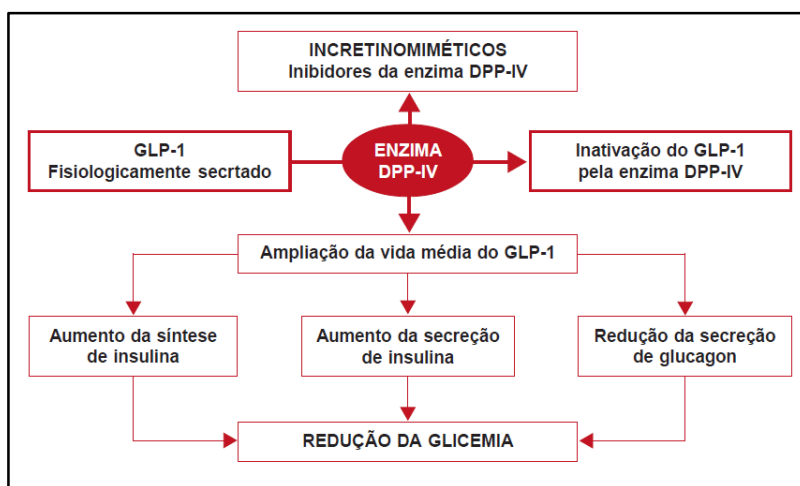 INCRETINOMIMÉTICOS
Inibidores da enzima DPP-IV
GLP-1
Fisiologicamente secrtado
ENZIMA
DPP-IV
Inativação do GLP-1
pela enzima DPP-IV
Ampliação da vida média do GLP-1
Aumento da síntese
de insulina
Aumento da secreção
de insulina
Redução da secreção
de glucagon
REDUÇÃO DA GLICEMIA